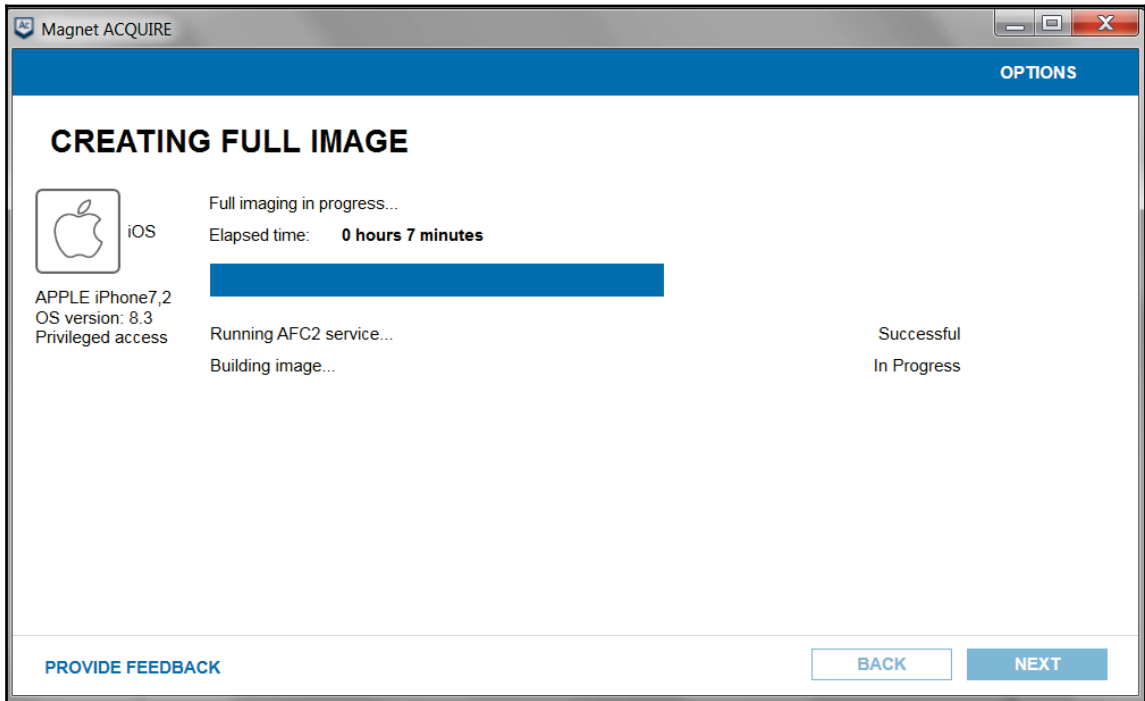 AC Magnet ACQUIRE
OPTIONS
CREATING FULL IMAGE
iOS
APPLE iPhone7,2
OS version: 8.3
Privileged access
Full imaging in progress...
Elapsed time: 0 hours 7 minutes
Running AFC2 service... Successful
Building image... In Progress
PROVIDE FEEDBACK BACK NEXT